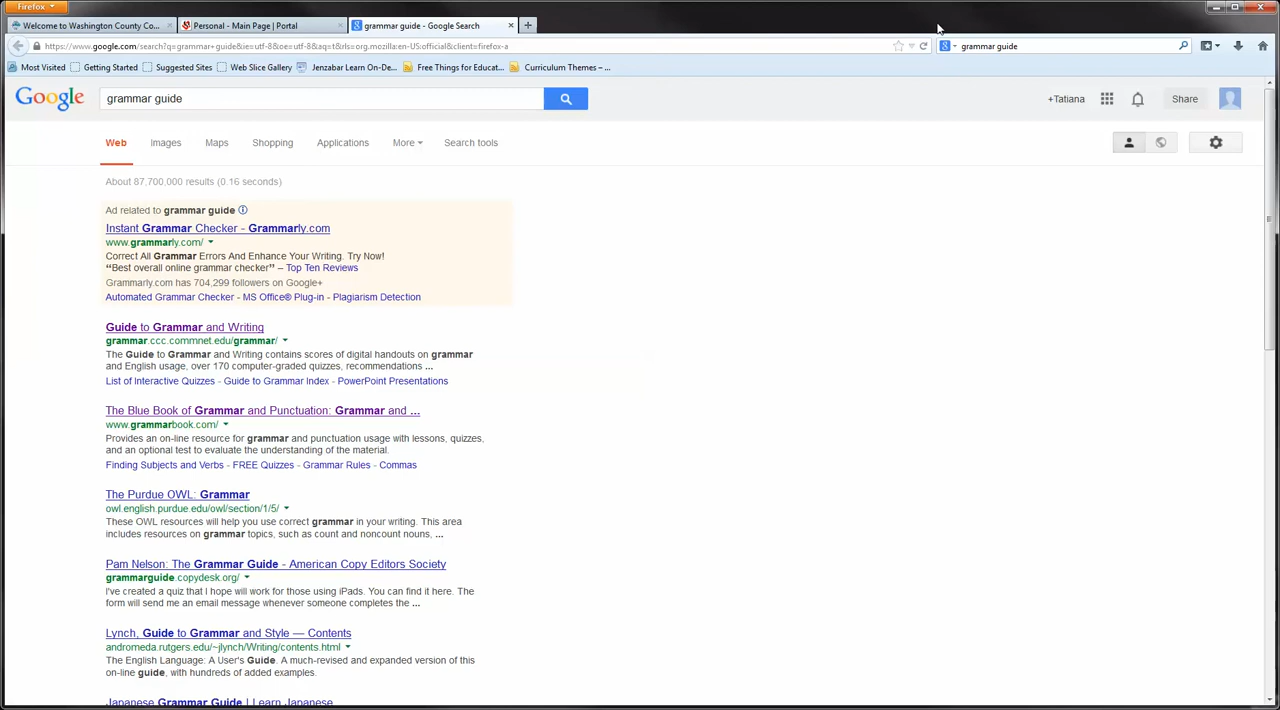 Firefox
Welcome to Washington County Co...
Personal - Main Page | Portal
grammar guide - Google Search
https://www.google.com/search?q=grammar+guide&ie=utf-8&oe=utf-8&aq=t&rls=org.mozilla:en-US:official&client=firefox-a
grammar guide
Most Visited Getting Started Suggested Sites Web Slice Gallery Jenzabar Learn On-De... Free Things for Educat... Curriculum Themes – ...
Google grammar guide +Tatiana Share
Web Images Maps Shopping Applications More Search tools
About 87,700,000 results (0.16 seconds)
Ad related to grammar guide
Instant Grammar Checker - Grammarly.com
www.grammarly.com/
Correct All Grammar Errors And Enhance Your Writing. Try Now!
“Best overall online grammar checker” – Top Ten Reviews
Grammarly.com has 704,299 followers on Google+
Automated Grammar Checker - MS Office® Plug-in - Plagiarism Detection
Guide to Grammar and Writing
grammar.ccc.commnet.edu/grammar/
The Guide to Grammar and Writing contains scores of digital handouts on grammar
and English usage, over 170 computer-graded quizzes, recommendations ...
List of Interactive Quizzes - Guide to Grammar Index - PowerPoint Presentations
The Blue Book of Grammar and Punctuation: Grammar and ...
www.grammarbook.com/
Provides an on-line resource for grammar and punctuation usage with lessons, quizzes,
and an optional test to evaluate the understanding of the material.
Finding Subjects and Verbs - FREE Quizzes - Grammar Rules - Commas
The Purdue OWL: Grammar
owl.english.purdue.edu/owl/section/1/5/
These OWL resources will help you use correct grammar in your writing. This area
includes resources on grammar topics, such as count and noncount nouns, ...
Pam Nelson: The Grammar Guide - American Copy Editors Society
grammarguide.copydesk.org/
I've created a quiz that I hope will work for those using iPads. You can find it here. The
form will send me an email message whenever someone completes the ...
Lynch, Guide to Grammar and Style — Contents
andromeda.rutgers.edu/~jlynch/Writing/contents.html
The English Language: A User's Guide. A much-revised and expanded version of this
on-line guide, with hundreds of added examples.
Japanese Grammar Guide | Learn Japanese